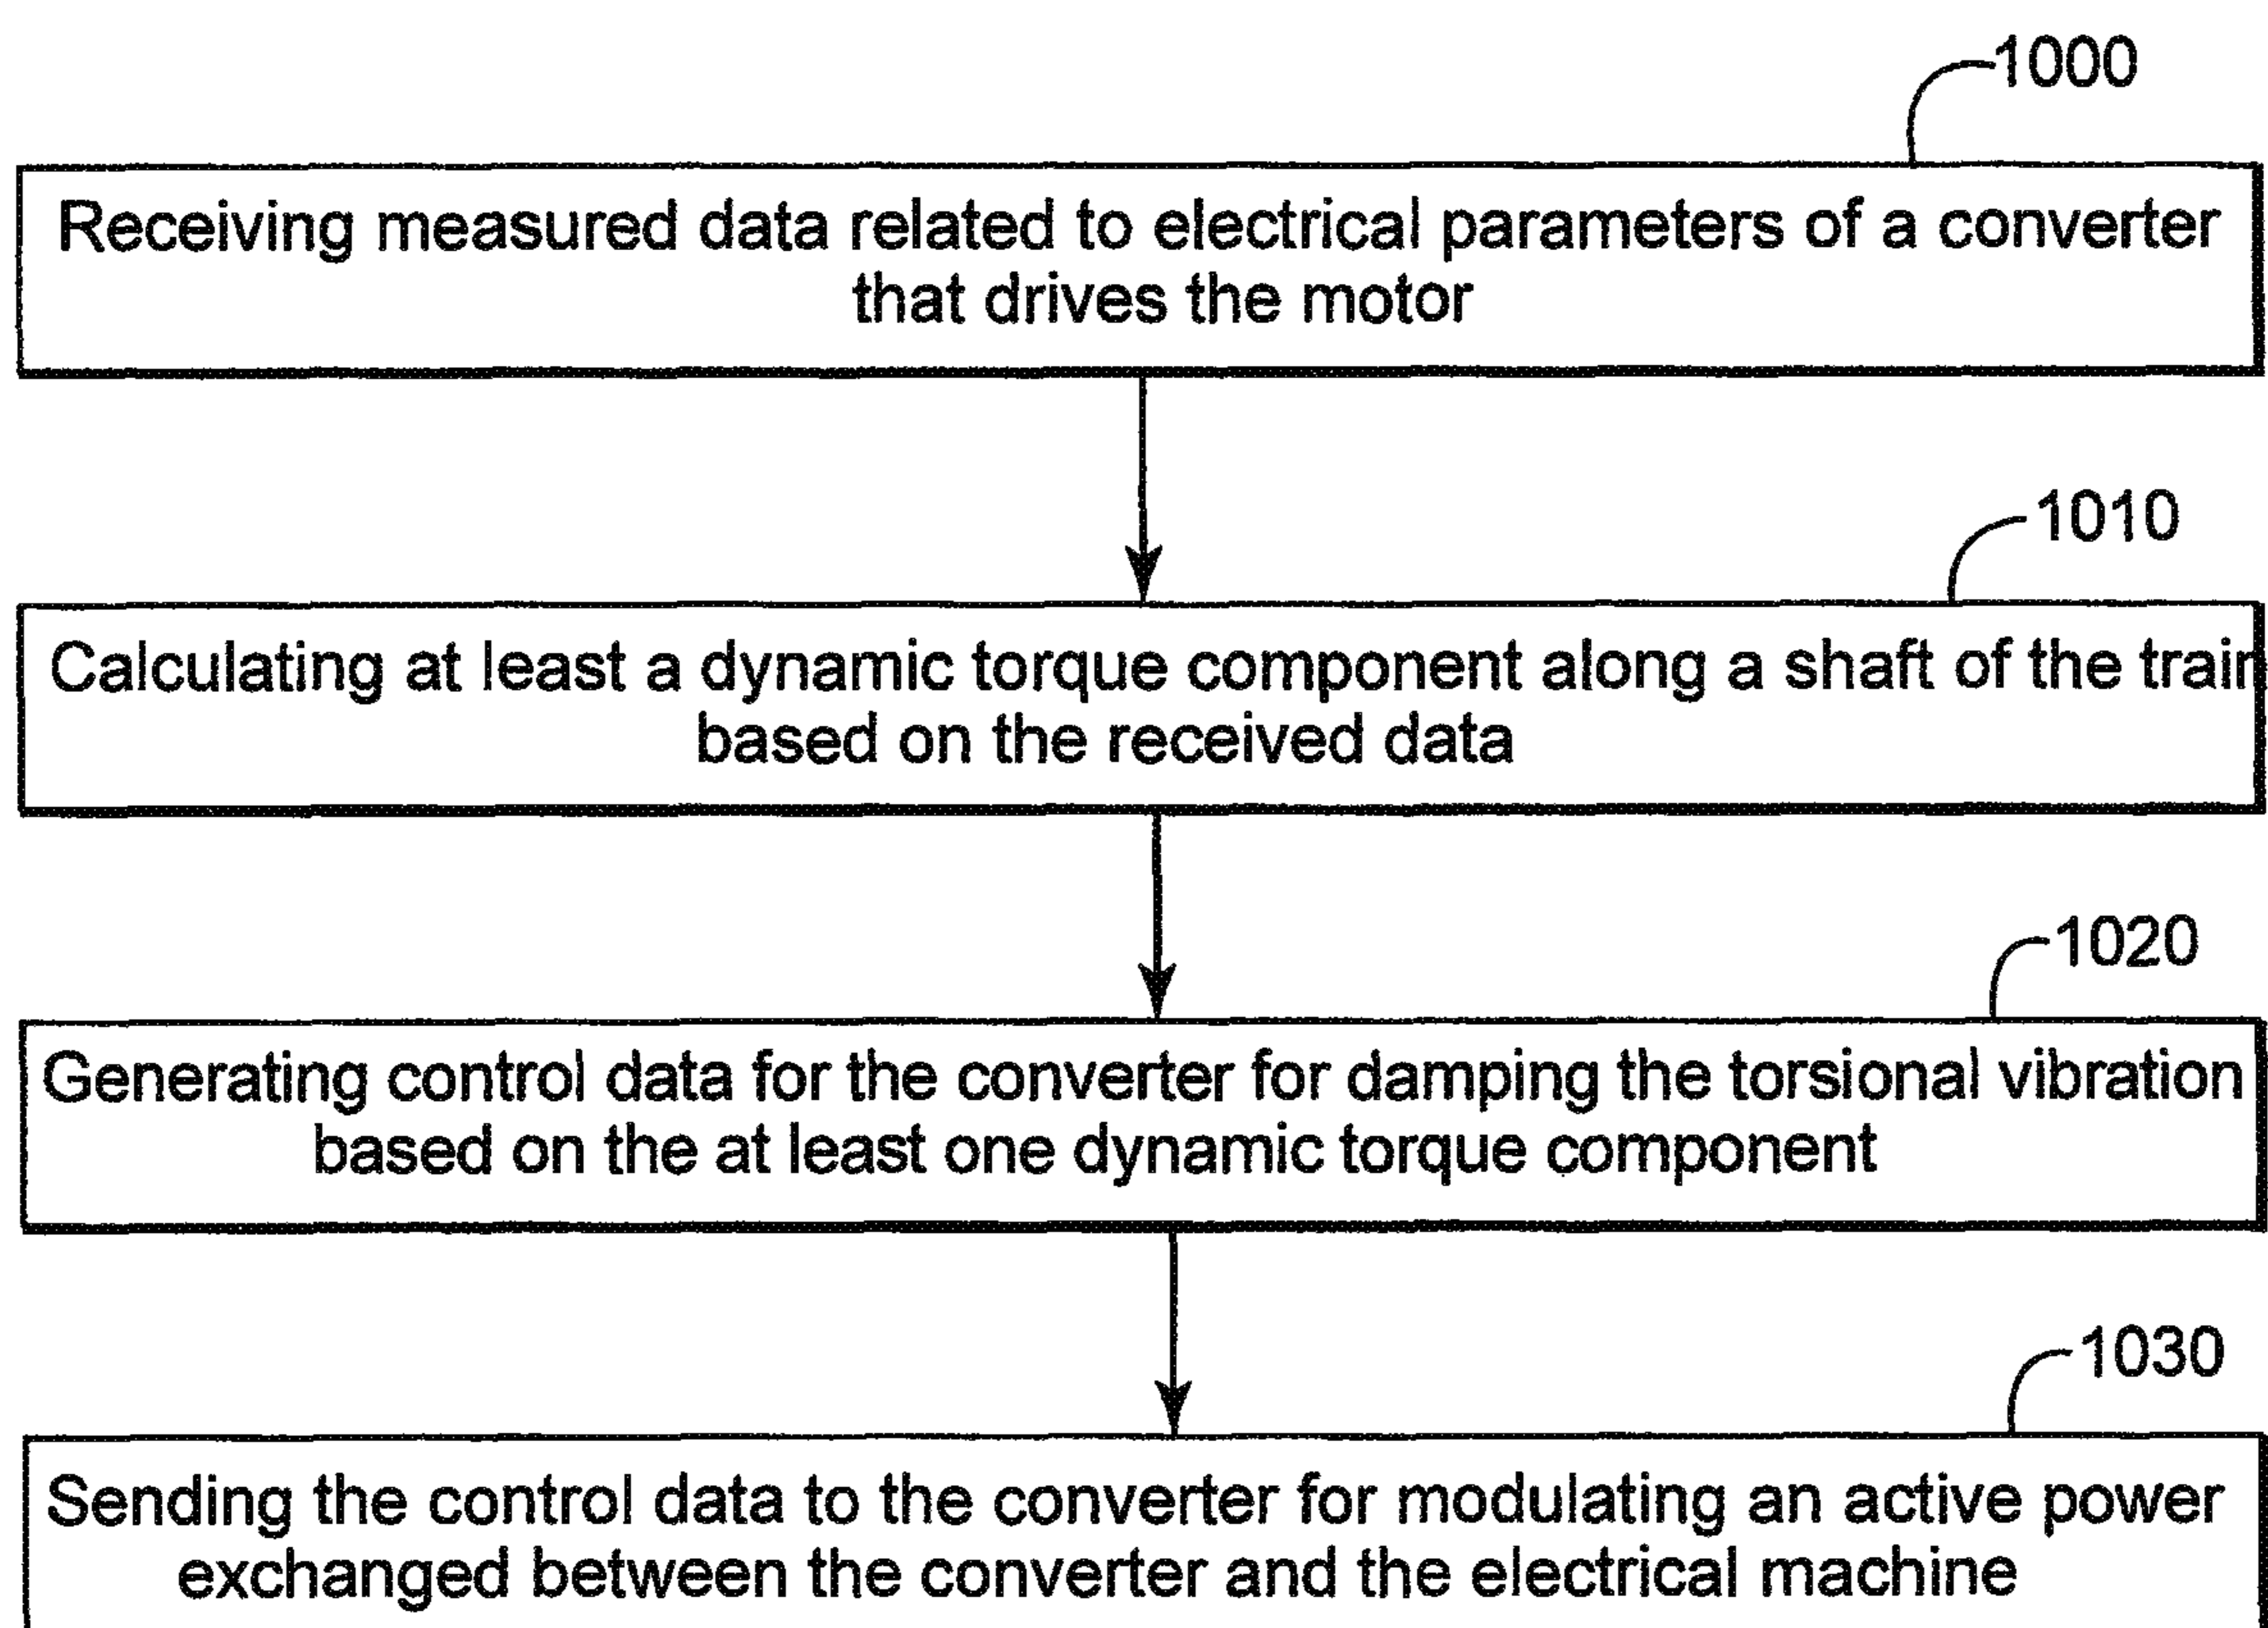 1000
Receiving measured data related to electrical parameters of a converter
that drives the motor
1010
Calculating at least a dynamic torque component along a shaft of the train
based on the received data
1020
Generating control data for the converter for damping the torsional vibration
based on the at least one dynamic torque component
1030
Sending the control data to the converter for modulating an active power
exchanged between the converter and the electrical machine